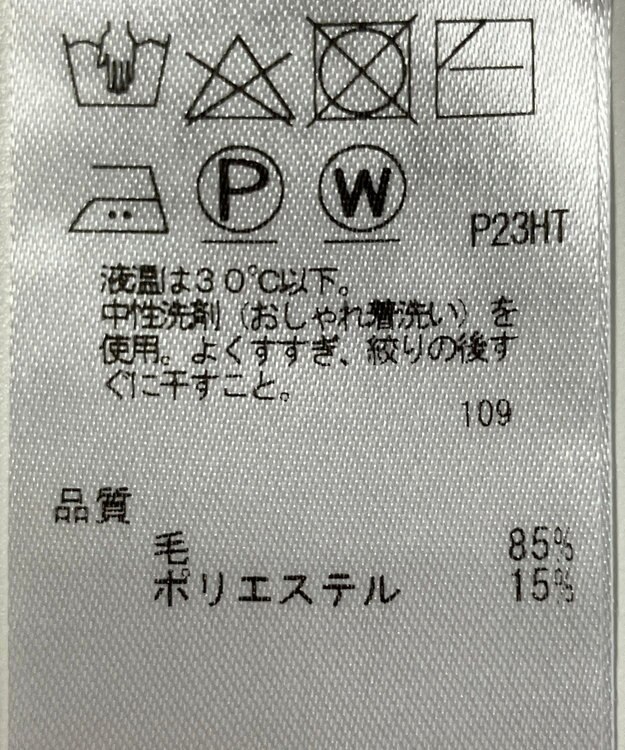 P
W
P23HT
液温は30℃以下。
中性洗剤（おしゃれ着洗い）を
使用。よくすすぎ、絞りの後す
ぐに干すこと。
109
品質
毛 85%
ポリエステル 15%